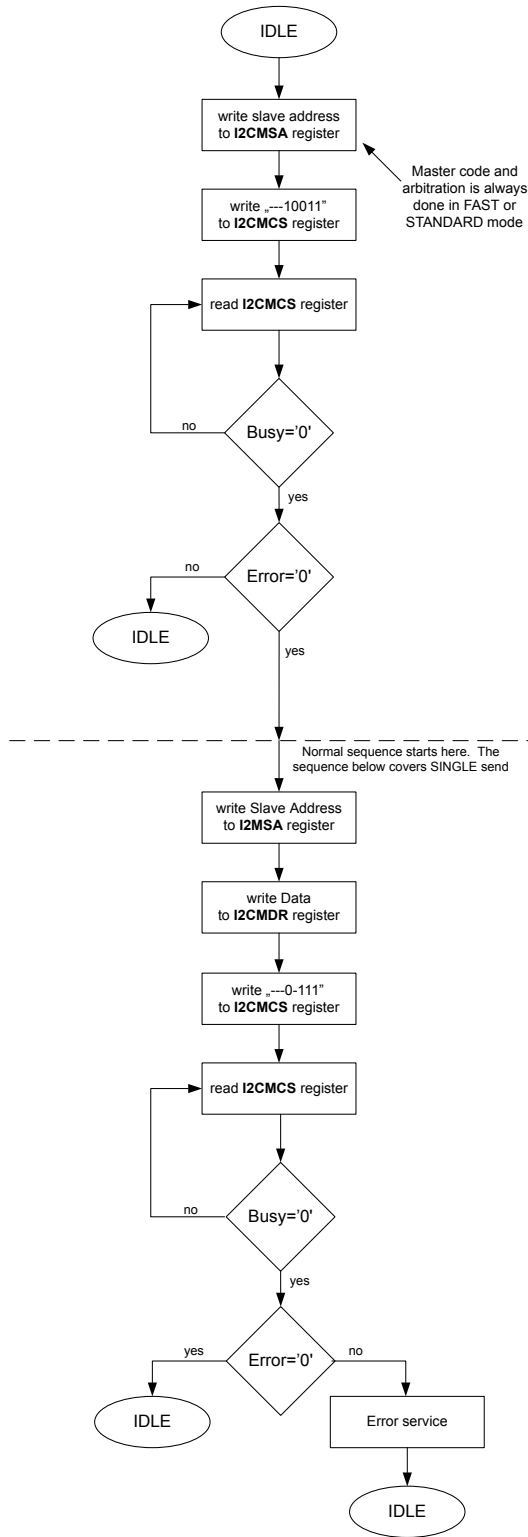 IDLE
write slave address
to I2CMSA register
Master code and
arbitration is always
done in FAST or
STANDARD mode
write „---10011”
to I2CMCS register
read I2CMCS register
Busy='0'
no
yes
Error='0'
no
IDLE
yes
Normal sequence starts here. The
sequence below covers SINGLE send
write Slave Address
to I2MSA register
write Data
to I2CMDR register
write „---0-111”
to I2CMCS register
read I2CMCS register
Busy='0'
no
yes
Error='0'
yes
no
IDLE
Error service
IDLE